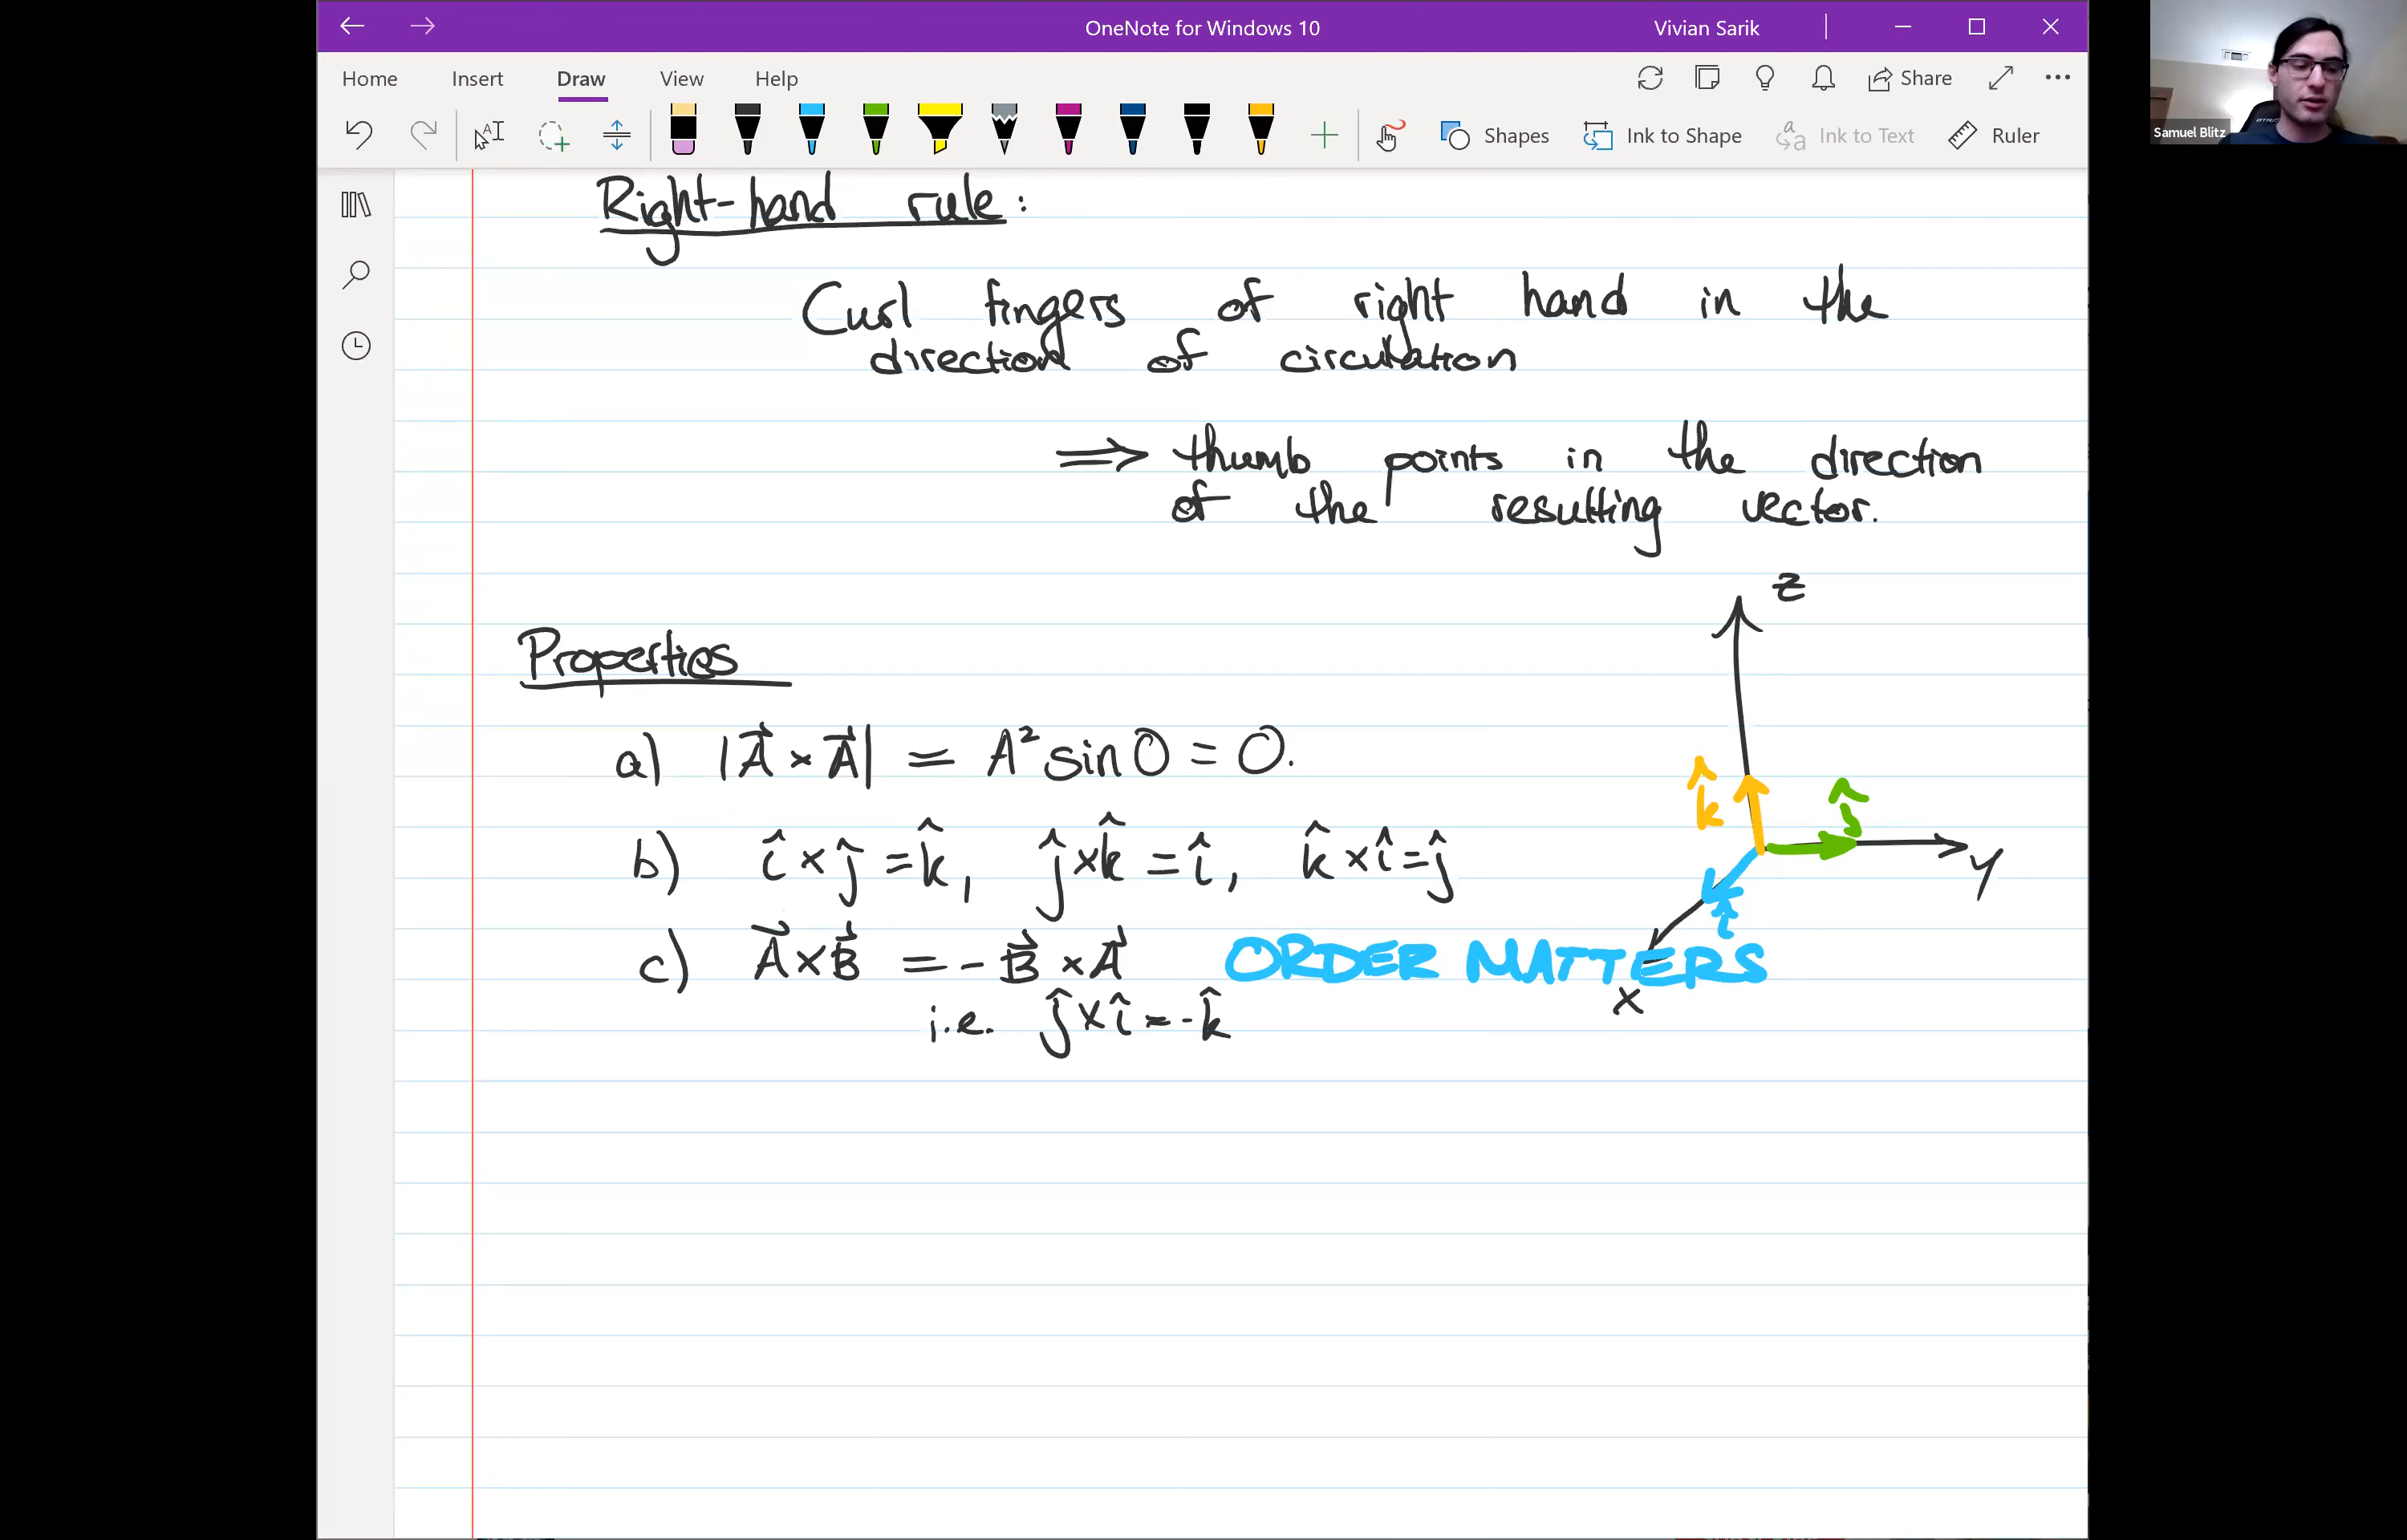 OneNote for Windows 10
Vivian Sarik
Home Insert Draw View Help
Share
Shapes Ink to Shape Ink to Text Ruler
Samuel Blitz
Right-hand rule:
Curl fingers of right hand in the
direction of circulation
⟹ thumb points in the direction
of the resulting vector.
z
Properties
a) |A⃗ × A⃗| = A² sin 0 = 0.
k̂ ĵ
b) î × ĵ = k̂, ĵ × k̂ = î, k̂ × î = ĵ
y
î
c) A⃗ × B⃗ = - B⃗ × A⃗ ORDER MATTERS
x
i.e. ĵ × î = -k̂